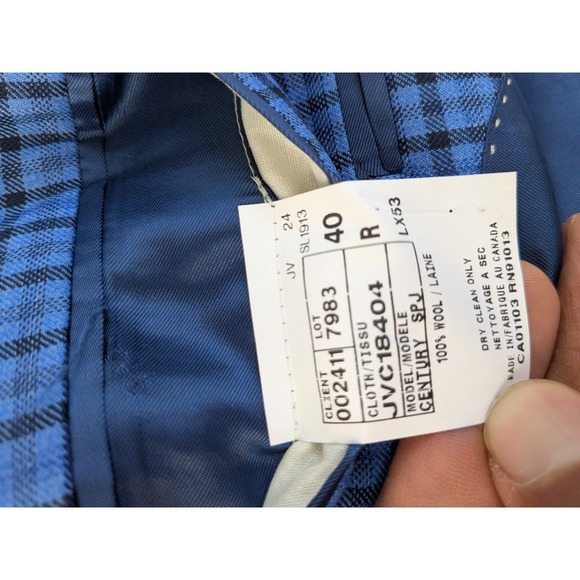 JV 24
SL1913
CLIENT LOT
002411 7983 40
CLOTH/TISSU
JVC18404 R
MODEL/MODELE
CENTURY SPJ LX53
100% WOOL / LAINE
DRY CLEAN ONLY
NETTOYAGE A SEC
MADE IN/FABRIQUE AU CANADA
CA01103 RN91013